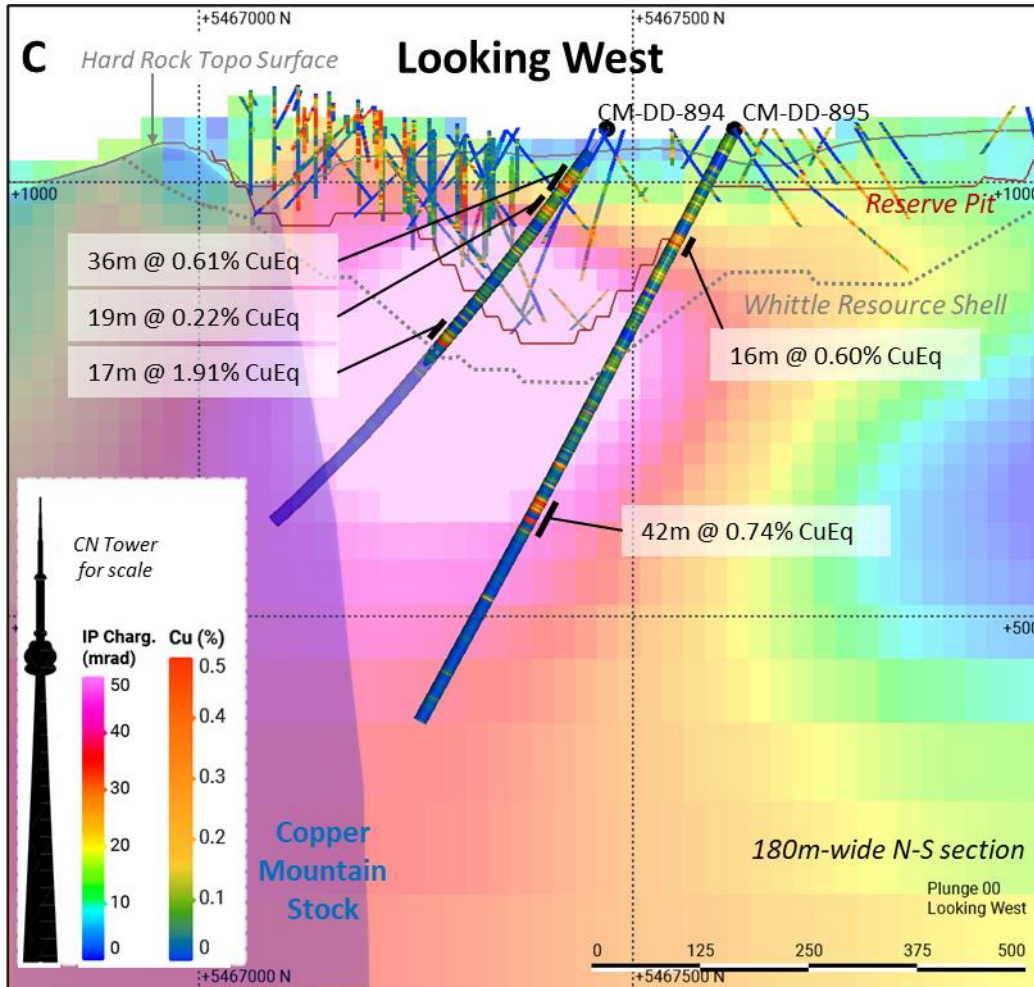 +5467000 N
+5467500 N
C
Looking West
Hard Rock Topo Surface
CM-DD-894
CM-DD-895
+1000
+1000
Reserve Pit
36m @ 0.61% CuEq
19m @ 0.22% CuEq
17m @ 1.91% CuEq
Whittle Resource Shell
16m @ 0.60% CuEq
42m @ 0.74% CuEq
CN Tower
for scale
+500
IP Charg.
(mrad)
50
40
30
20
10
0
Cu (%)
0.5
0.4
0.3
0.2
0.1
0
Copper
Mountain
Stock
180m-wide N-S section
Plunge 00
Looking West
0 125 250 375 500
+5467000 N
+5467500 N